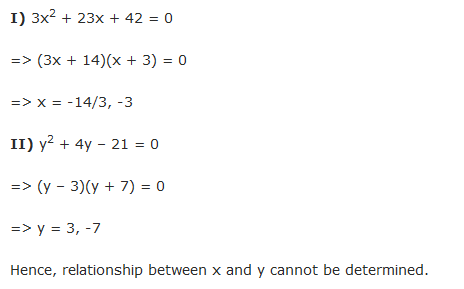 I) 3x² + 23x + 42 = 0
=> (3x + 14)(x + 3) = 0
=> x = -14/3, -3
II) y² + 4y – 21 = 0
=> (y – 3)(y + 7) = 0
=> y = 3, -7
Hence, relationship between x and y cannot be determined.